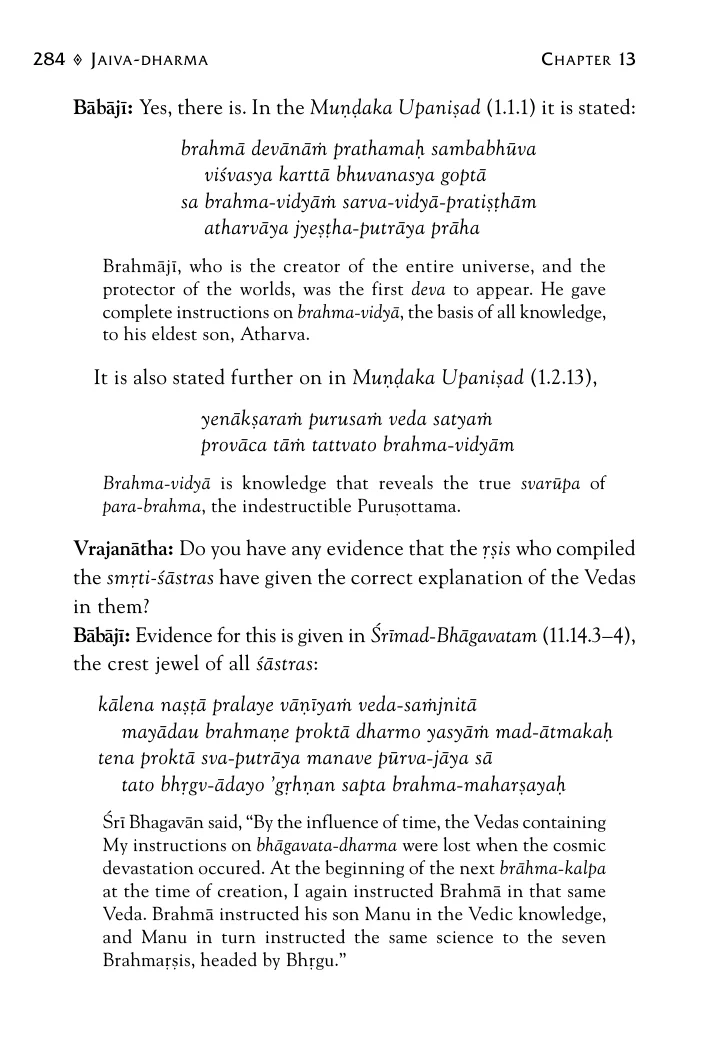 284 ◊ JAIVA-DHARMA CHAPTER 13
Bābājī: Yes, there is. In the Muṇḍaka Upaniṣad (1.1.1) it is stated:
brahmā devānāṁ prathamaḥ sambabhūva
viśvasya karttā bhuvanasya goptā
sa brahma-vidyāṁ sarva-vidyā-pratiṣṭhām
atharvāya jyeṣṭha-putrāya prāha
Brahmājī, who is the creator of the entire universe, and the
protector of the worlds, was the first deva to appear. He gave
complete instructions on brahma-vidyā, the basis of all knowledge,
to his eldest son, Atharva.
It is also stated further on in Muṇḍaka Upaniṣad (1.2.13),
yenākṣaraṁ purusaṁ veda satyaṁ
provāca tāṁ tattvato brahma-vidyām
Brahma-vidyā is knowledge that reveals the true svarūpa of
para-brahma, the indestructible Puruṣottama.
Vrajanātha: Do you have any evidence that the ṛṣis who compiled
the smṛti-śāstras have given the correct explanation of the Vedas
in them?
Bābājī: Evidence for this is given in Śrīmad-Bhāgavatam (11.14.3–4),
the crest jewel of all śāstras:
kālena naṣṭā pralaye vāṇīyaṁ veda-saṁjnitā
mayādau brahmaṇe proktā dharmo yasyāṁ mad-ātmakaḥ
tena proktā sva-putrāya manave pūrva-jāya sā
tato bhṛgv-ādayo ’gṛhṇan sapta brahma-maharṣayaḥ
Śrī Bhagavān said, “By the influence of time, the Vedas containing
My instructions on bhāgavata-dharma were lost when the cosmic
devastation occured. At the beginning of the next brāhma-kalpa
at the time of creation, I again instructed Brahmā in that same
Veda. Brahmā instructed his son Manu in the Vedic knowledge,
and Manu in turn instructed the same science to the seven
Brahmaṛṣis, headed by Bhṛgu.”